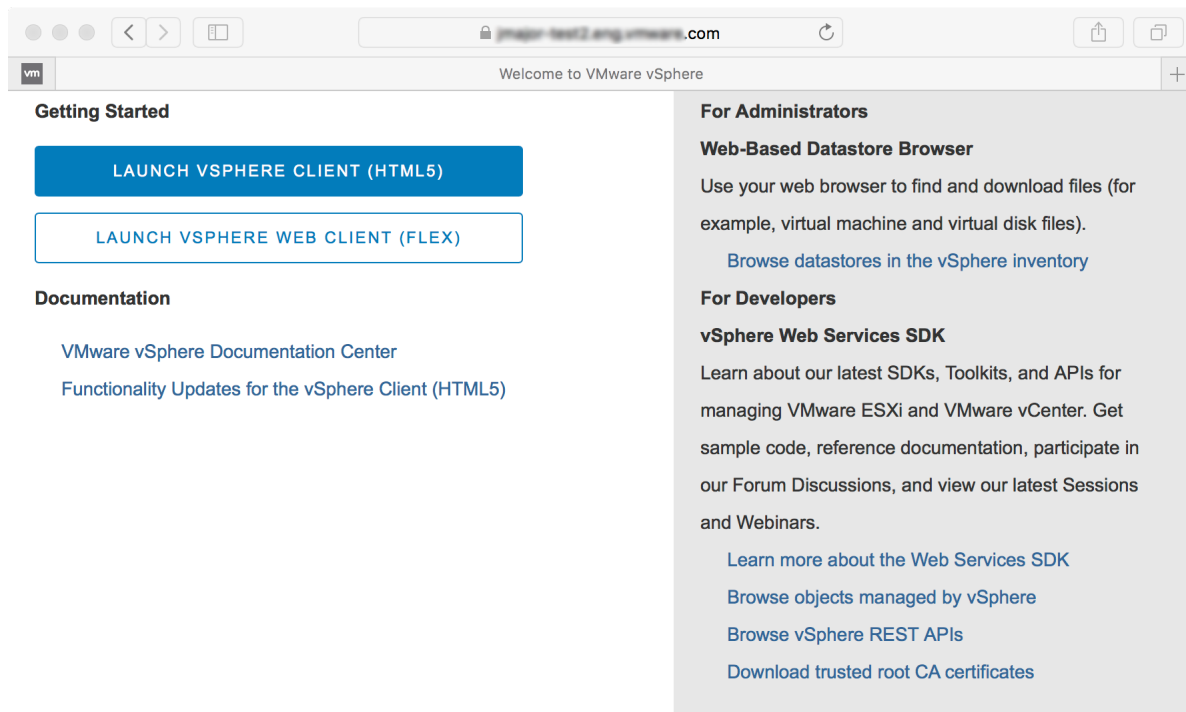 .com
vm
Welcome to VMware vSphere
Getting Started
LAUNCH VSPHERE CLIENT (HTML5)
LAUNCH VSPHERE WEB CLIENT (FLEX)
Documentation
VMware vSphere Documentation Center
Functionality Updates for the vSphere Client (HTML5)
For Administrators
Web-Based Datastore Browser
Use your web browser to find and download files (for
example, virtual machine and virtual disk files).
Browse datastores in the vSphere inventory
For Developers
vSphere Web Services SDK
Learn about our latest SDKs, Toolkits, and APIs for
managing VMware ESXi and VMware vCenter. Get
sample code, reference documentation, participate in
our Forum Discussions, and view our latest Sessions
and Webinars.
Learn more about the Web Services SDK
Browse objects managed by vSphere
Browse vSphere REST APIs
Download trusted root CA certificates